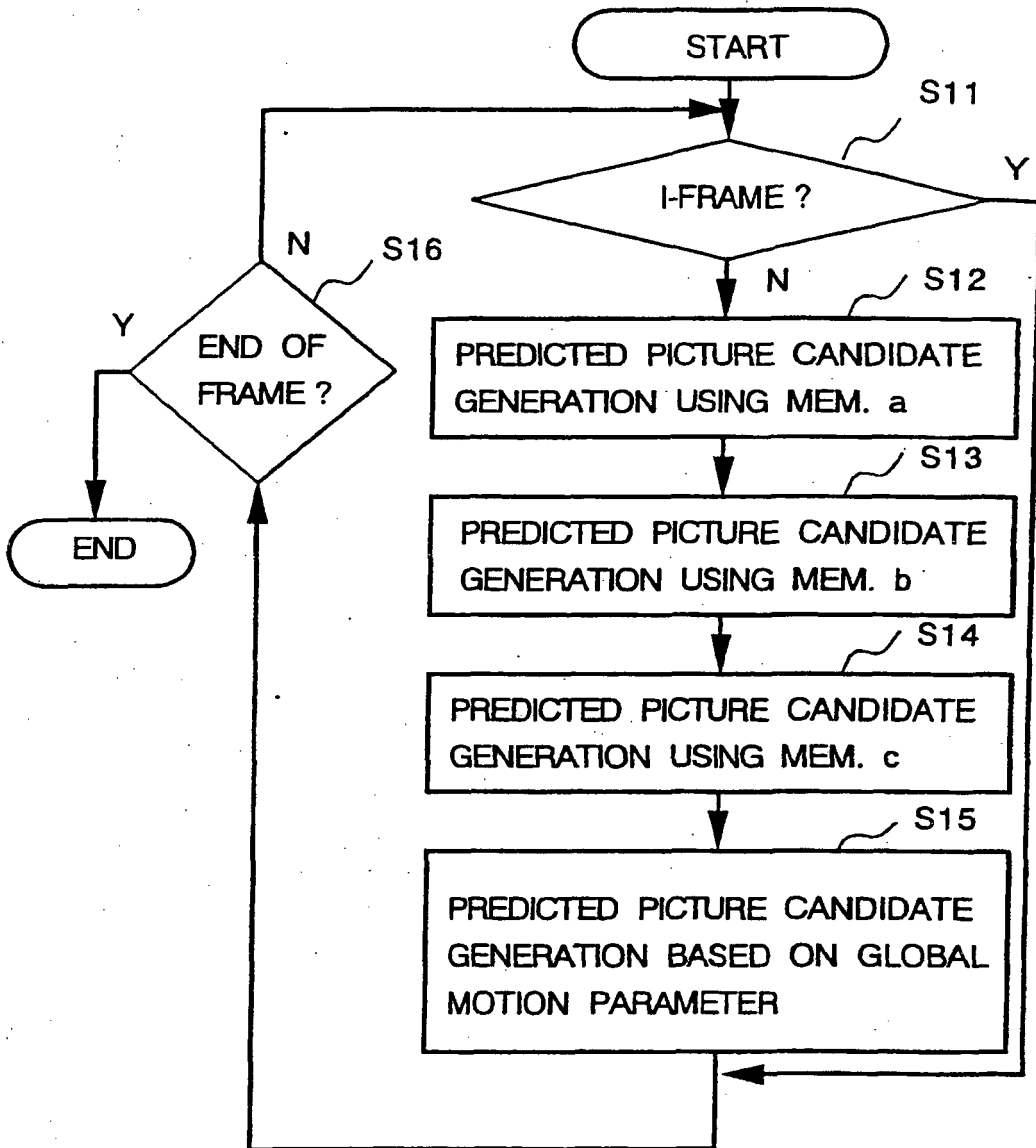 START
S11
I-FRAME ?
Y
N
S16
N
S12
Y
END OF
FRAME ?
PREDICTED PICTURE CANDIDATE
GENERATION USING MEM. a
S13
END
PREDICTED PICTURE CANDIDATE
GENERATION USING MEM. b
S14
PREDICTED PICTURE CANDIDATE
GENERATION USING MEM. c
S15
PREDICTED PICTURE CANDIDATE
GENERATION BASED ON GLOBAL
MOTION PARAMETER